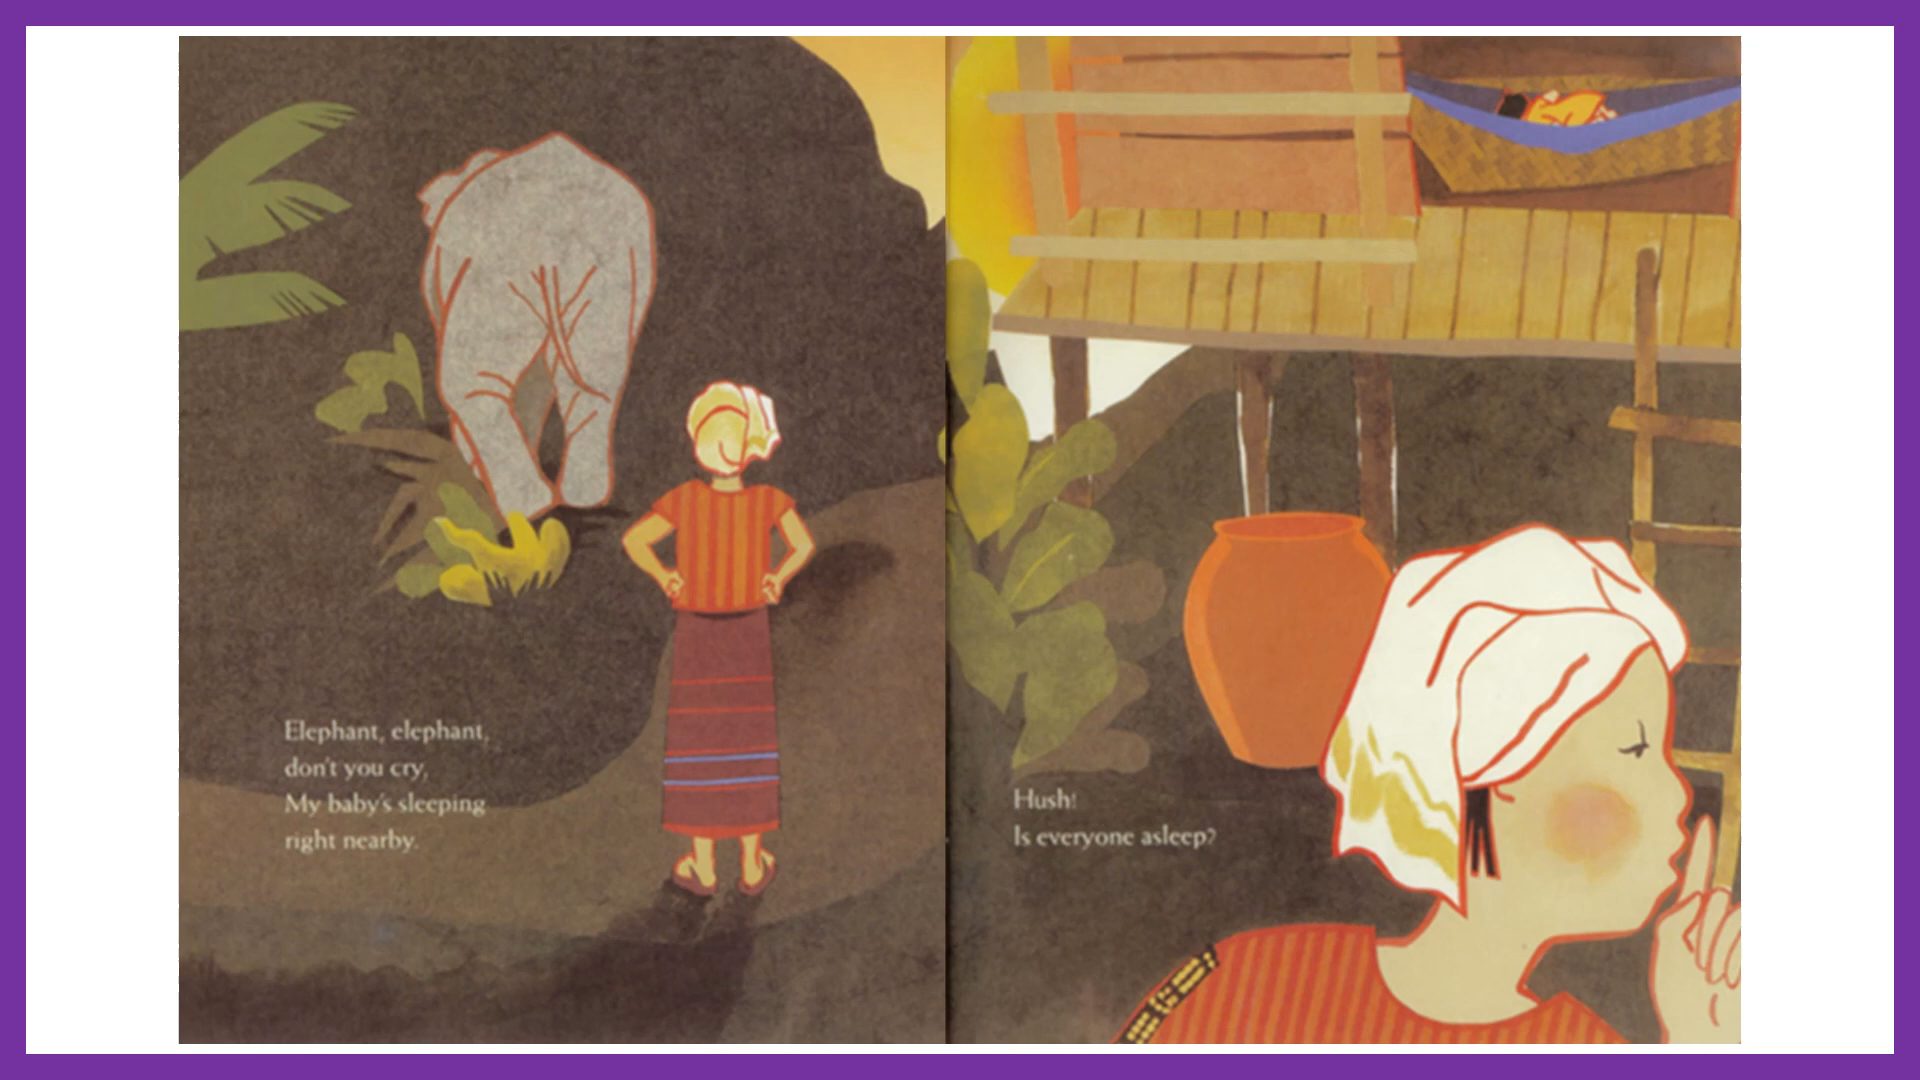 Elephant, elephant,
don't you cry,
My baby's sleeping
right nearby.
Hush!
Is everyone asleep?